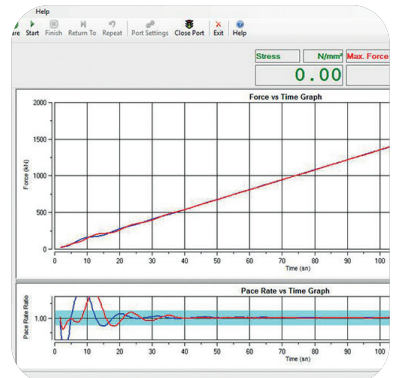 Help
Start Finish Return To Repeat Port Settings Close Port Exit Help
Stress N/mm² Max. Force
0.00
Force vs Time Graph
2000
1500
1000
500
0
Force (kN)
0 10 20 30 40 50 60 70 80 90 100
Time (sn)
Pace Rate vs Time Graph
1.00
Pace Rate Ratio
0 10 20 30 40 50 60 70 80 90 100
Time (sn)